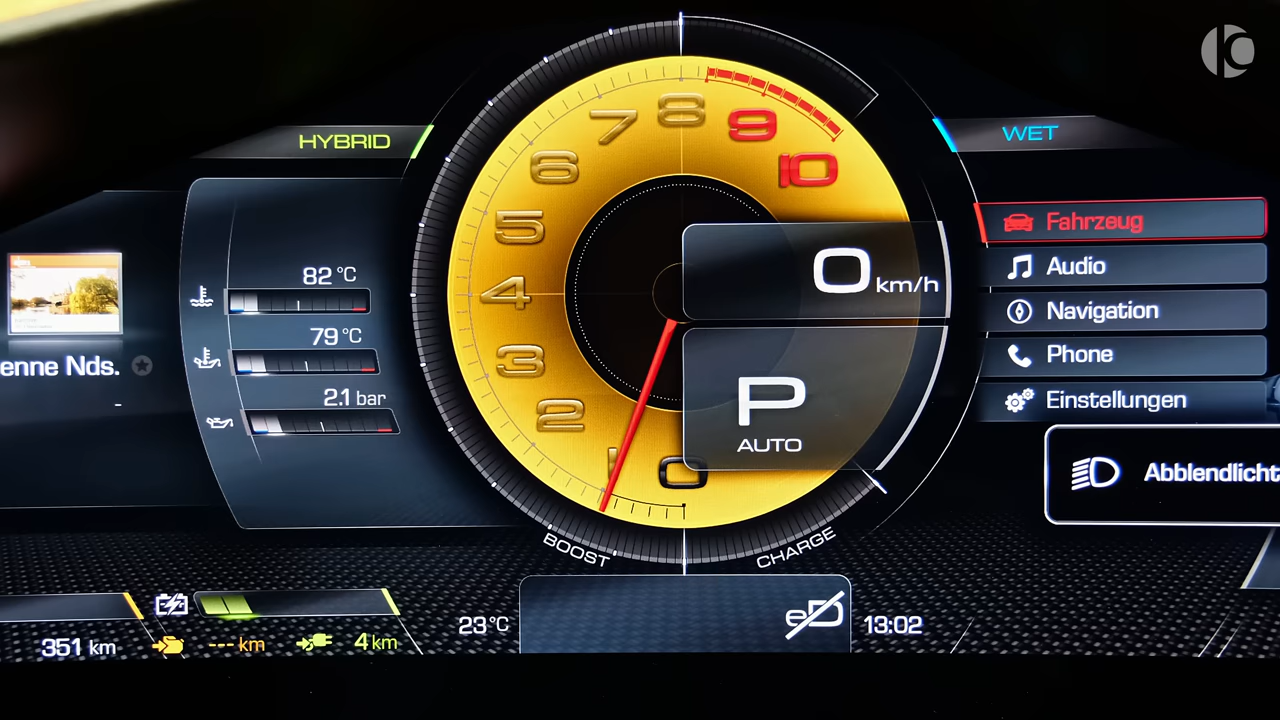 HYBRID
WET
7
8
9
10
6
5
4
3
2
1
0
82 °C
79 °C
2.1 bar
enne Nds.
-
0 km/h
P
AUTO
Fahrzeug
Audio
Navigation
Phone
Einstellungen
Abblendlicht
BOOST
CHARGE
351 km
--- km
4 km
23 °C
eD
13:02